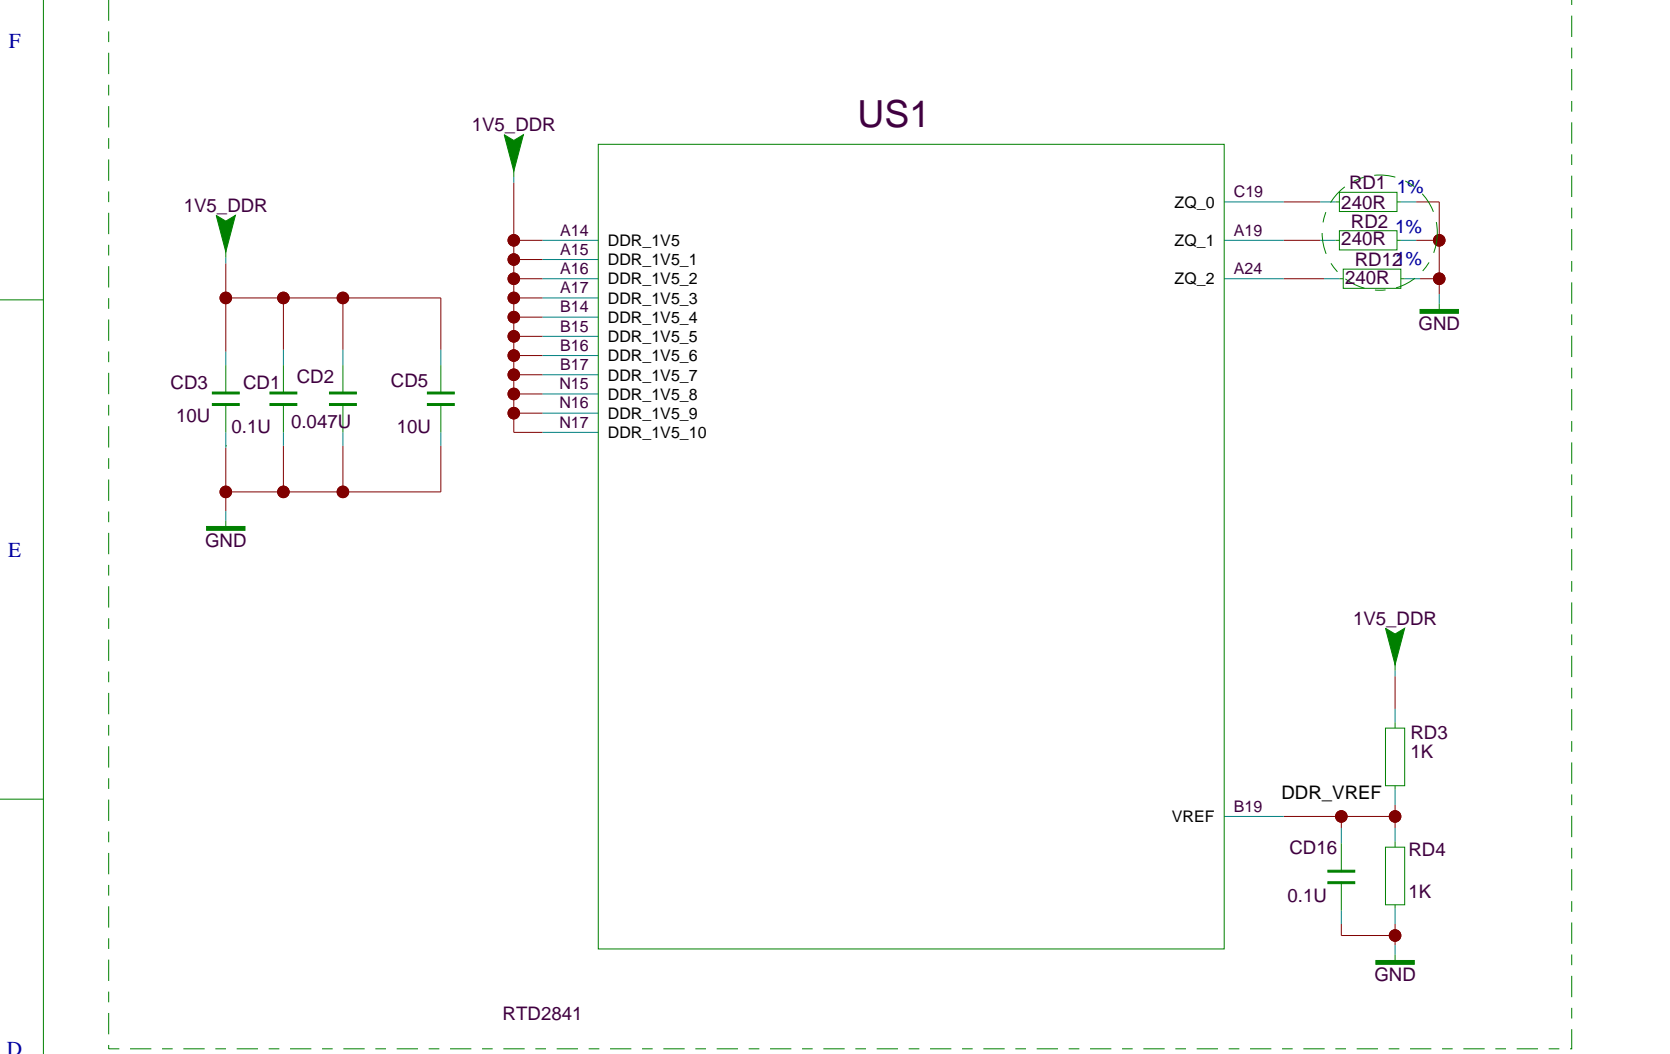 F
US1
1V5_DDR
1V5_DDR
RD1 1%
ZQ_0 C19 240R
RD2 1%
A14 DDR_1V5
ZQ_1 A19 240R
A15 DDR_1V5_1
RD12 1%
A16 DDR_1V5_2
ZQ_2 A24 240R
A17 DDR_1V5_3
B14 DDR_1V5_4
GND
B15 DDR_1V5_5
B16 DDR_1V5_6
B17 DDR_1V5_7
N15 DDR_1V5_8
N16 DDR_1V5_9
N17 DDR_1V5_10
CD3 CD1 CD2 CD5
10U 0.1U 0.047U 10U
GND
E
1V5_DDR
RD3
1K
DDR_VREF
VREF B19
CD16 RD4
0.1U 1K
GND
RTD2841
D